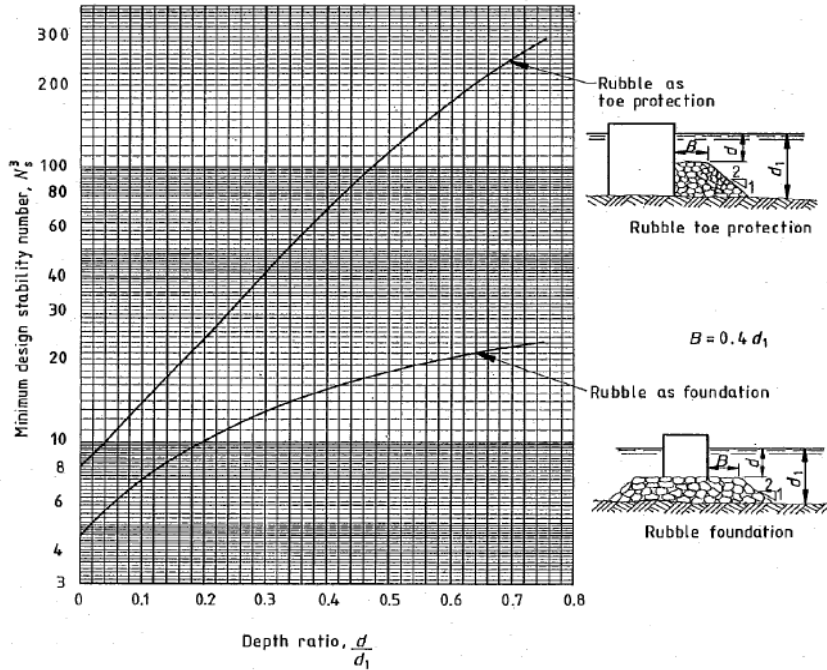 300
200
100
80
60
40
30
20
10
8
6
4
3
0
0.1
0.2
0.3
0.4
0.5
0.6
0.7
0.8
Minimum design stability number, N_s^3
Depth ratio, d/d₁
Rubble as
toe protection
B
d
d₁
2
1
Rubble toe protection
B = 0.4 d₁
Rubble as foundation
B
d
d₁
2
1
Rubble foundation